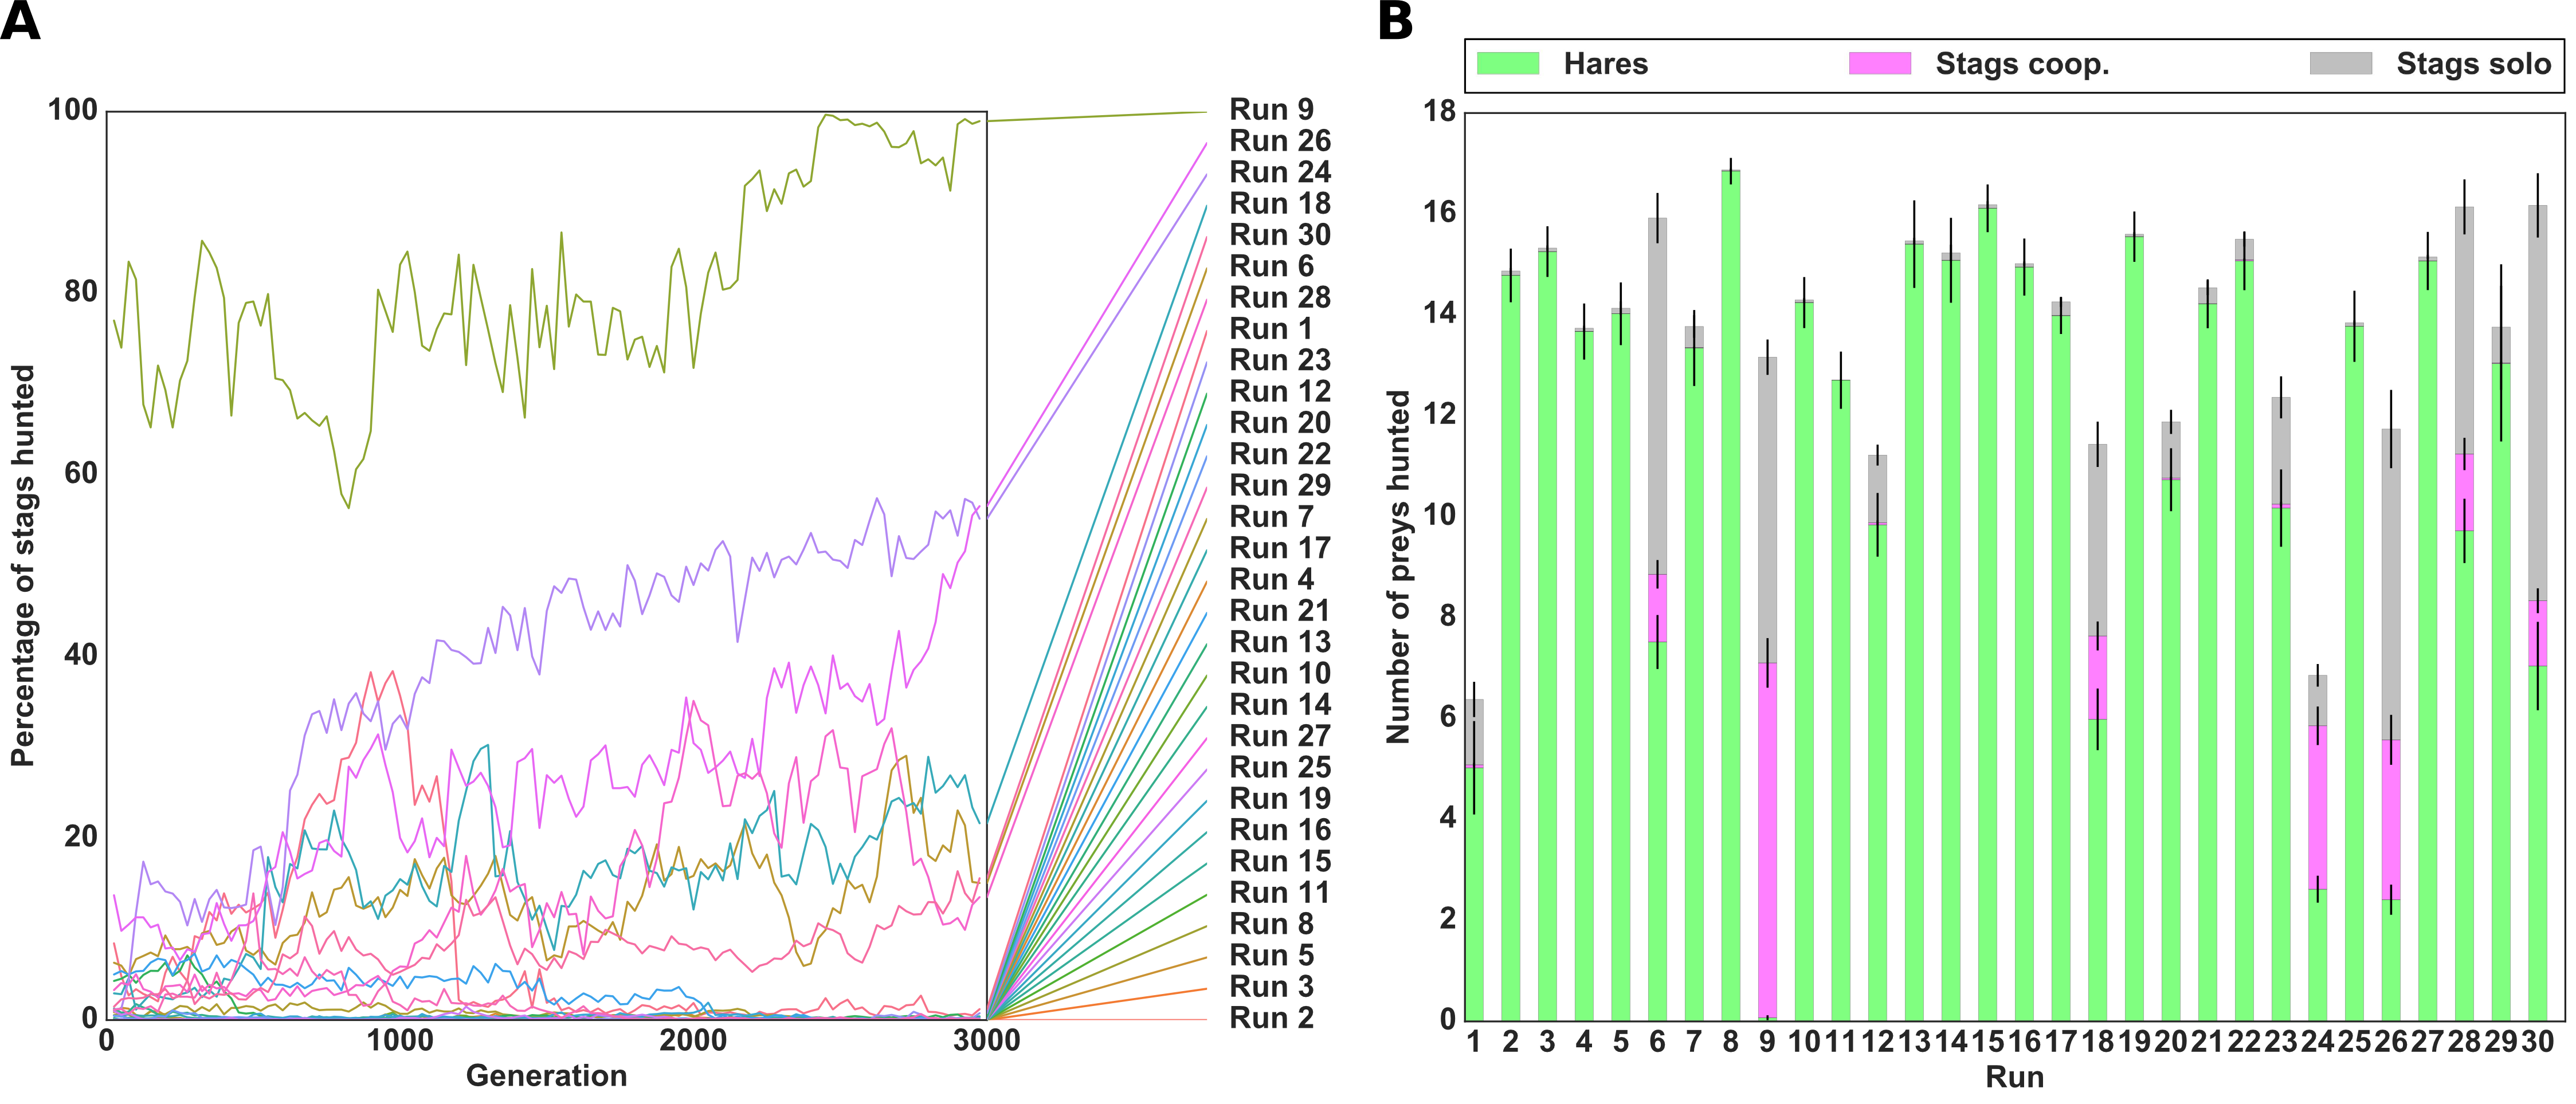 A
Percentage of stags hunted
100
80
60
40
20
0
0 1000 2000 3000
Generation
Run 9
Run 26
Run 24
Run 18
Run 30
Run 6
Run 28
Run 1
Run 23
Run 12
Run 20
Run 22
Run 29
Run 7
Run 17
Run 4
Run 21
Run 13
Run 10
Run 14
Run 27
Run 25
Run 19
Run 16
Run 15
Run 11
Run 8
Run 5
Run 3
Run 2
B
Hares Stags coop. Stags solo
Number of preys hunted
18
16
14
12
10
8
6
4
2
0
1 2 3 4 5 6 7 8 9 10 11 12 13 14 15 16 17 18 19 20 21 22 23 24 25 26 27 28 29 30
Run